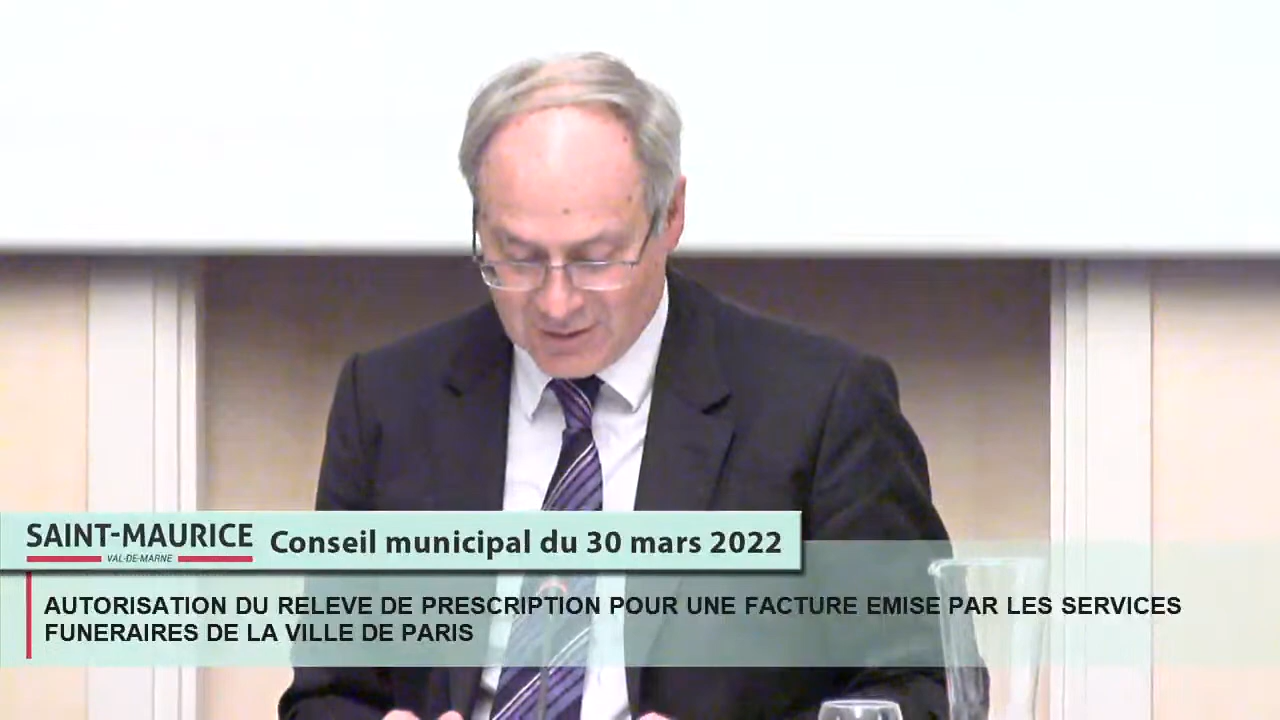 SAINT-MAURICE
VAL-DE-MARNE
Conseil municipal du 30 mars 2022
AUTORISATION DU RELEVE DE PRESCRIPTION POUR UNE FACTURE EMISE PAR LES SERVICES
FUNERAIRES DE LA VILLE DE PARIS